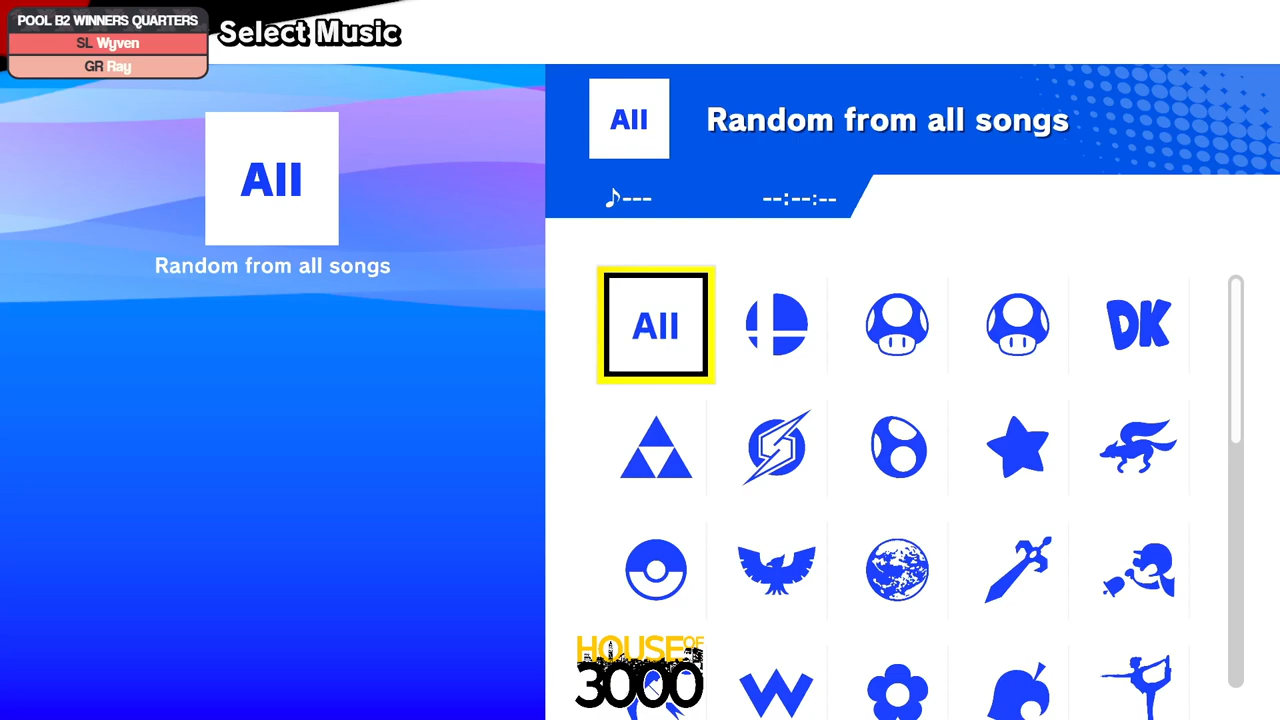 POOL B2 WINNERS QUARTERS
SL Wyven
GR Ray
Select Music
All
Random from all songs
All
Random from all songs
♪---
--:--:--
All
DK
HOUSE OF
3000